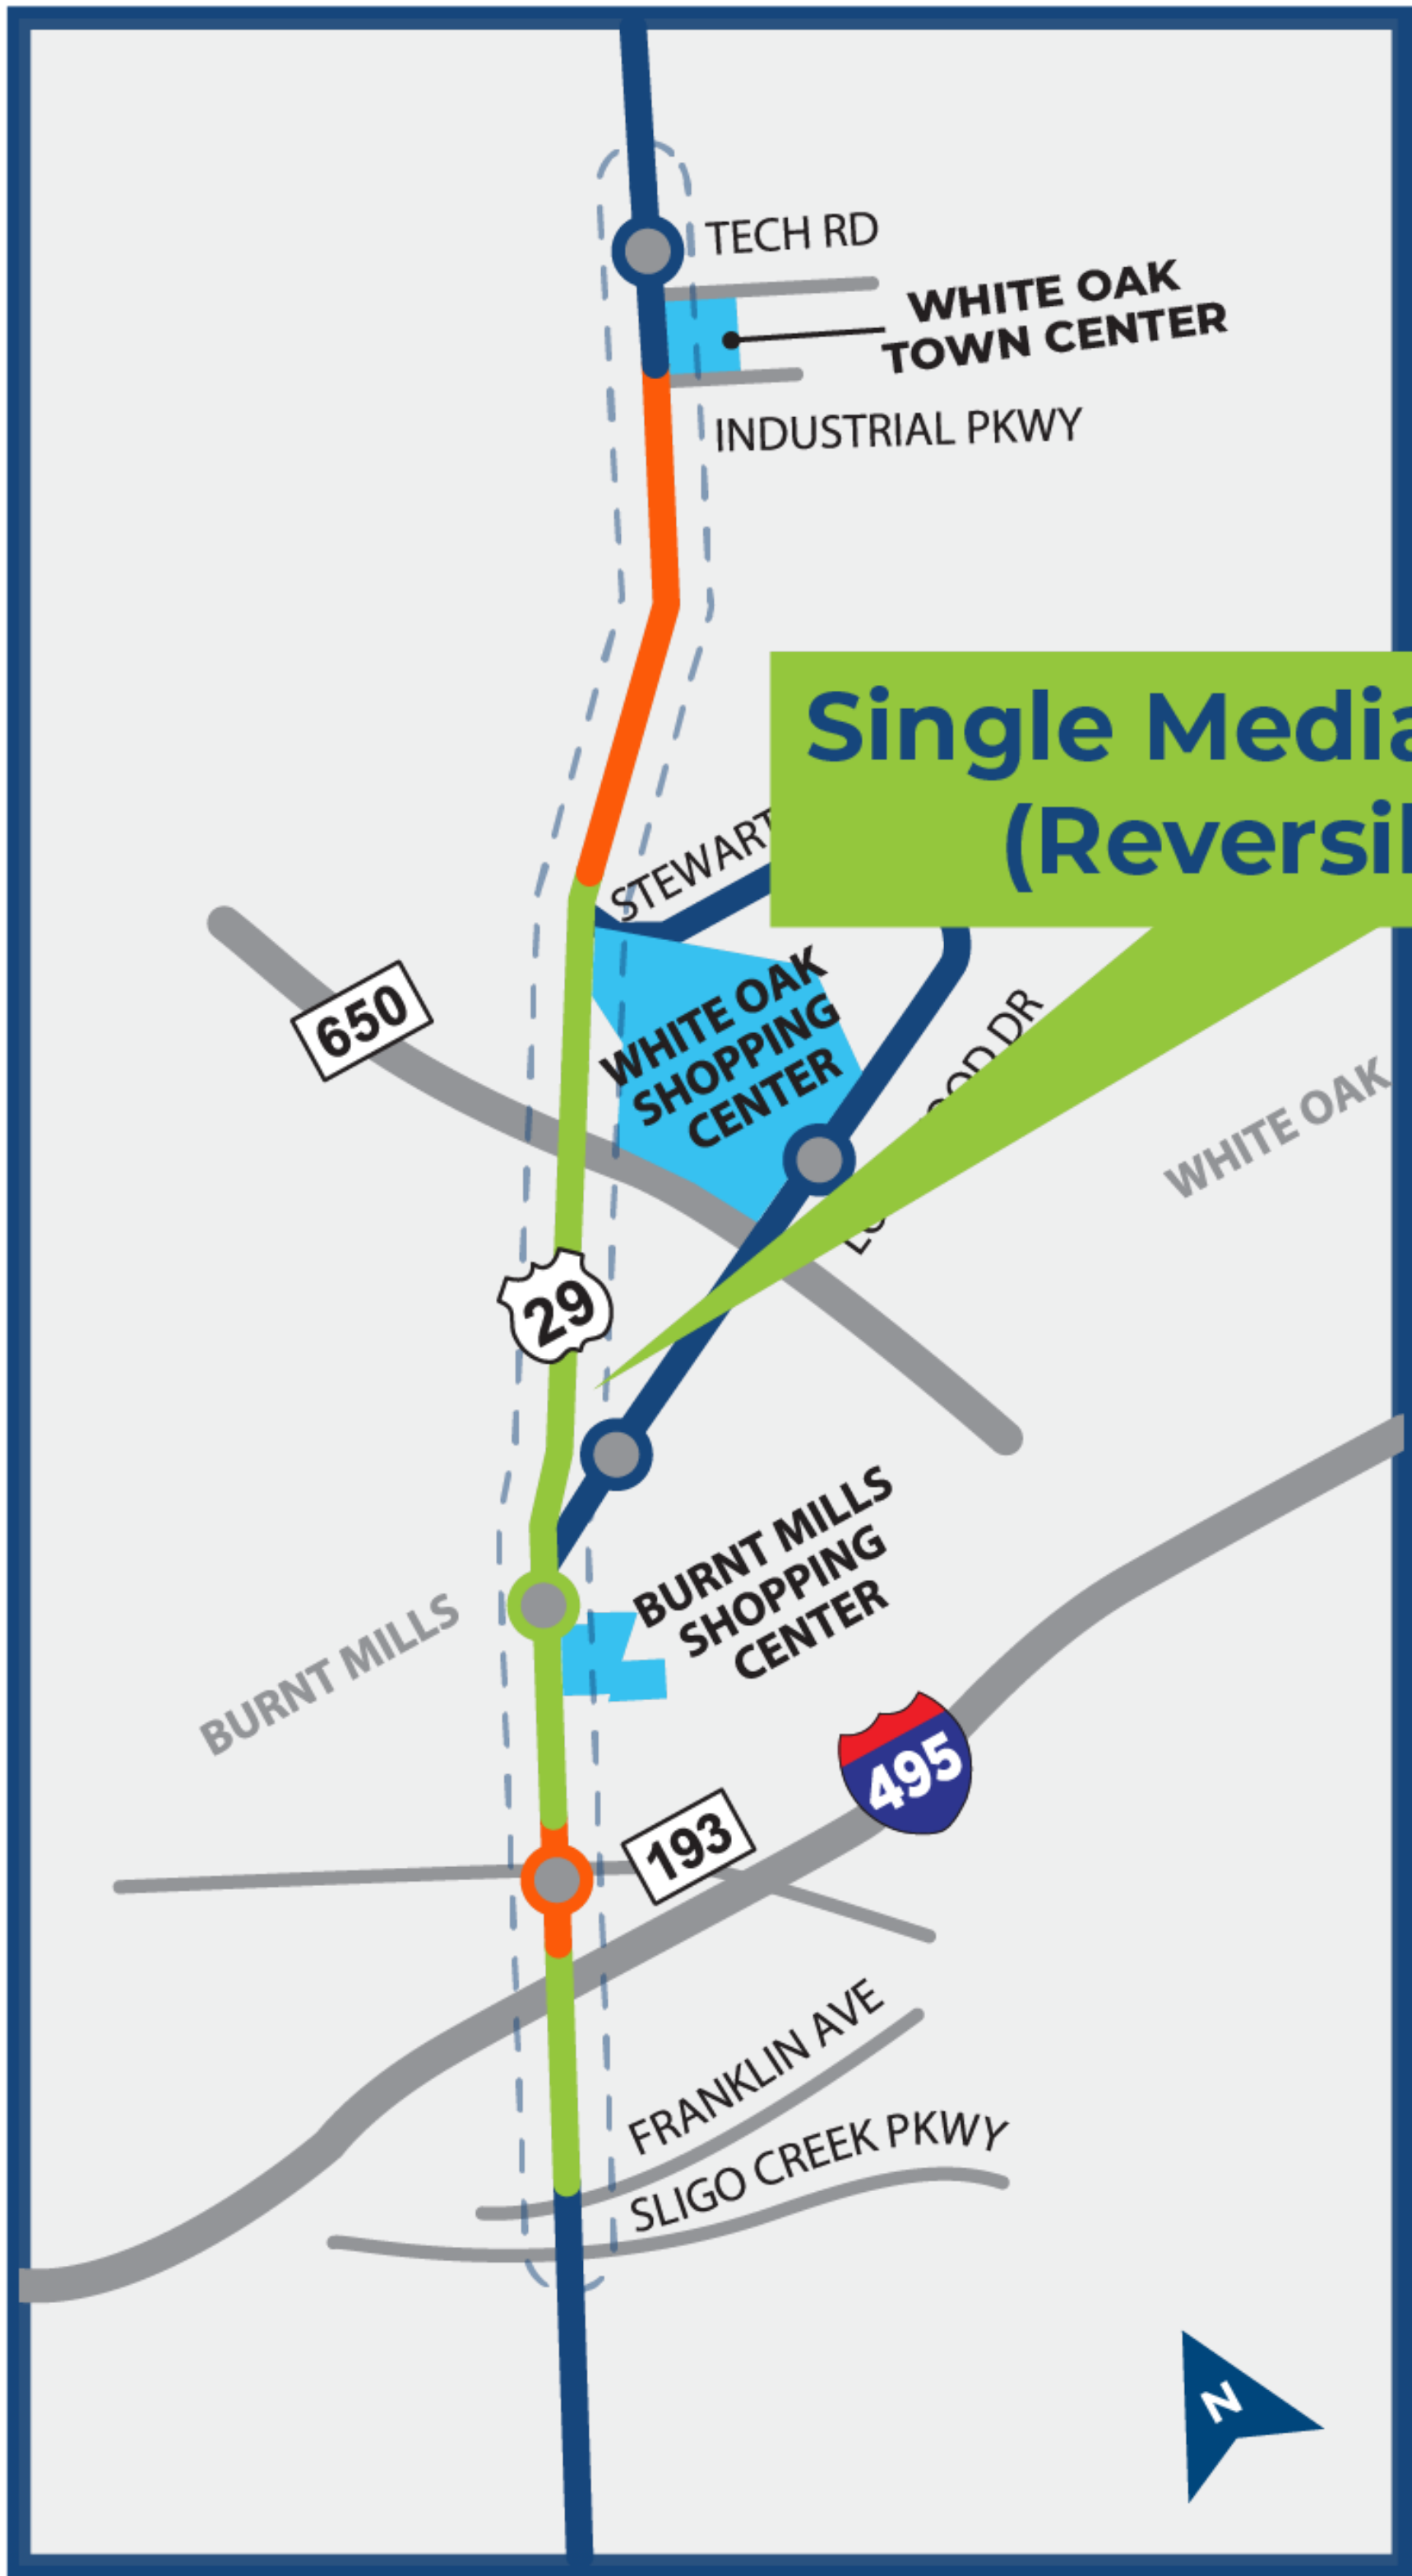 TECH RD
WHITE OAK
TOWN CENTER
INDUSTRIAL PKWY
Single Media
(Reversi
STEWART
650
WHITE OAK
SHOPPING
CENTER
DR
WHITE OAK
29
BURNT MILLS
SHOPPING
CENTER
BURNT MILLS
495
193
FRANKLIN AVE
SLIGO CREEK PKWY
N